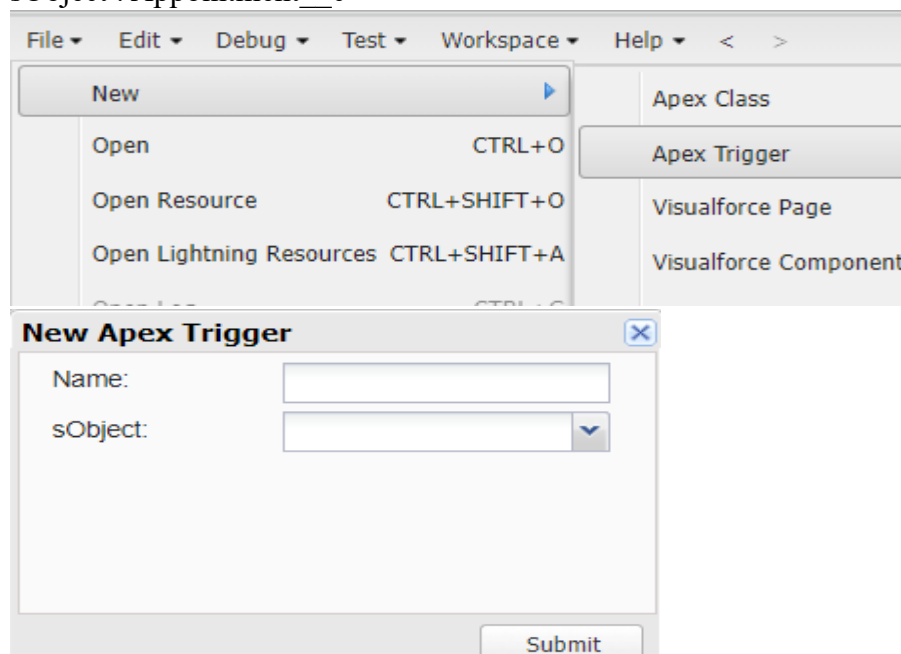 File Edit Debug Test Workspace Help < >
New Apex Class
Open CTRL+O Apex Trigger
Open Resource CTRL+SHIFT+O Visualforce Page
Open Lightning Resources CTRL+SHIFT+A Visualforce Component
New Apex Trigger
Name:
sObject:
Submit